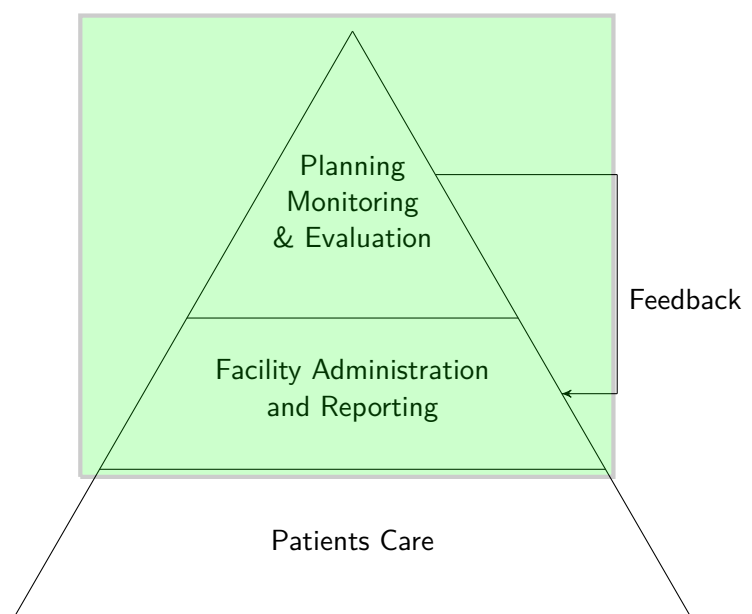 Planning
Monitoring
& Evaluation
Feedback
Facility Administration
and Reporting
Patients Care